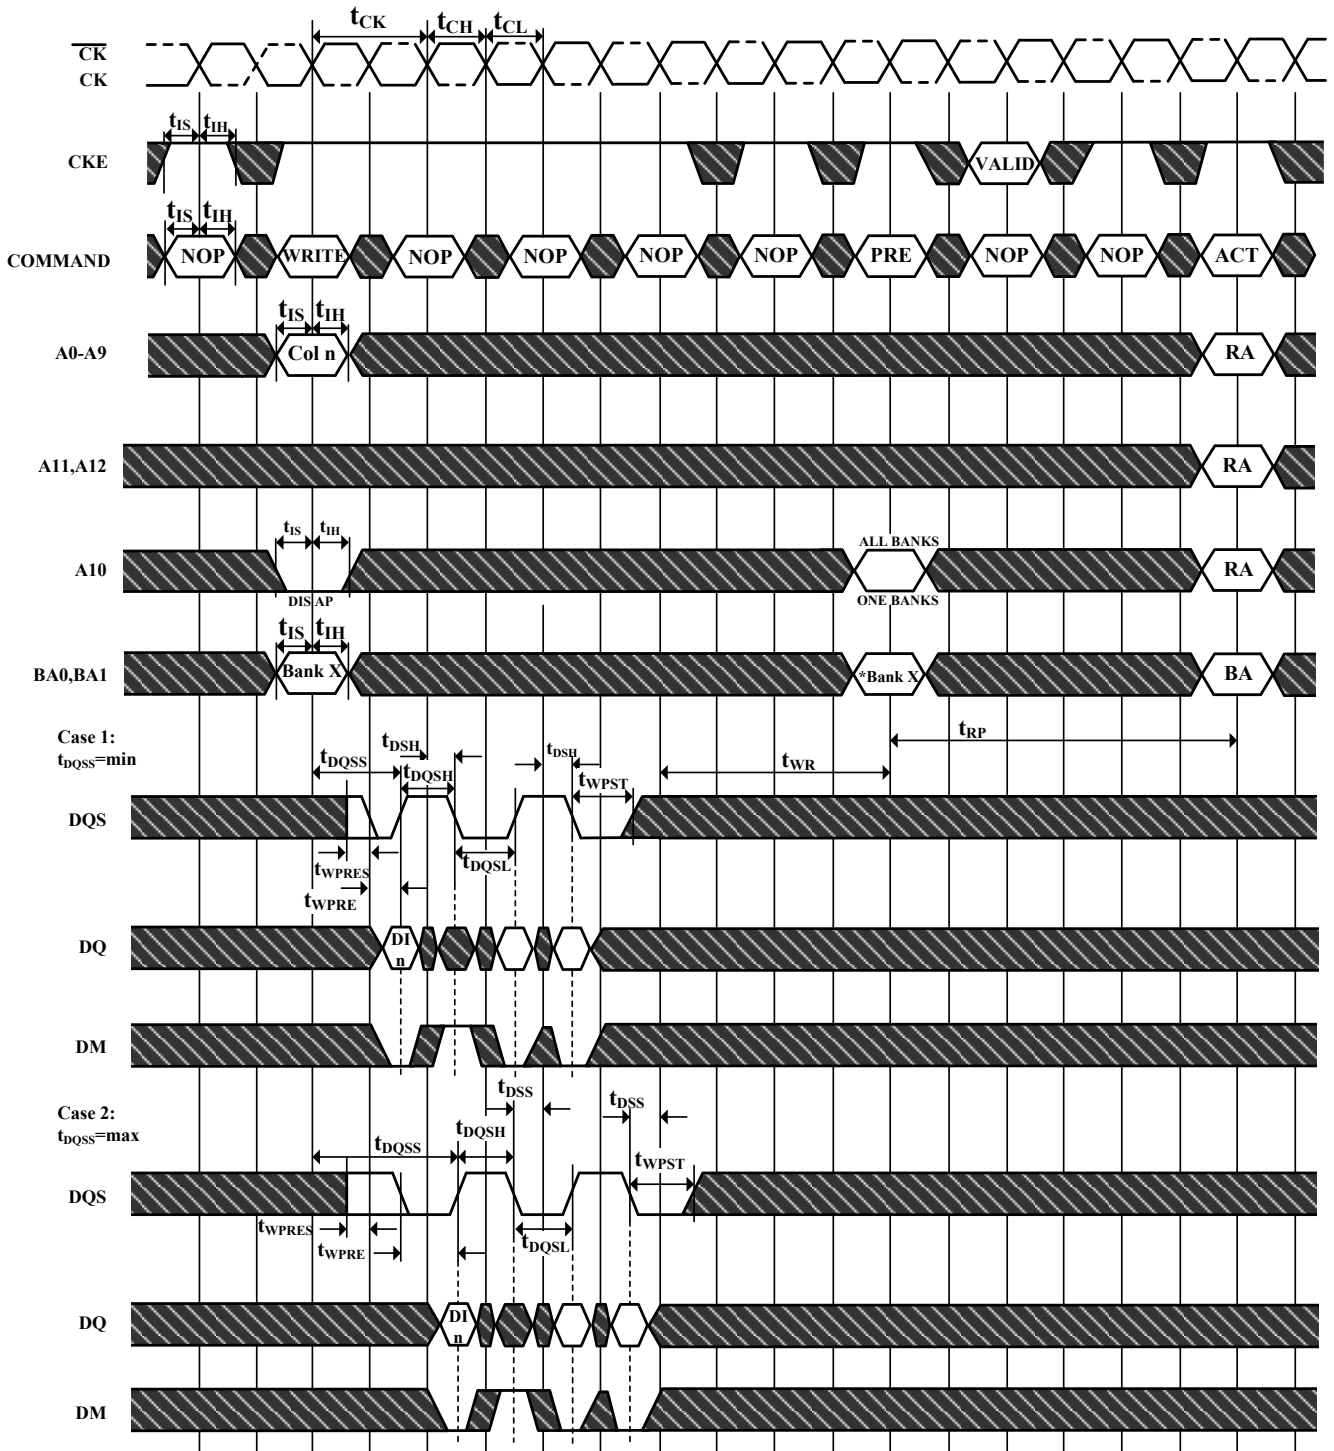 tCK tCH tCL
CK
CK
tIS tIH
CKE VALID
tIS tIH
COMMAND NOP WRITE NOP NOP NOP NOP PRE NOP NOP ACT
tIS tIH
A0-A9 Col n RA
A11,A12 RA
tIS tIH ALL BANKS
A10 RA
DIS AP ONE BANKS
tIS tIH
BA0,BA1 Bank X *Bank X BA
Case 1:
tDQSS=min
tDQSS tDSH tDQSH tDSH tWPST tWR tRP
DQS
tWPRES tDQSL
tWPRE
DQ DI n
DM
tDSS tDSS
Case 2:
tDQSS=max
tDQSS tDQSH tWPST
DQS
tWPRES tDQSL
tWPRE
DQ DI n
DM